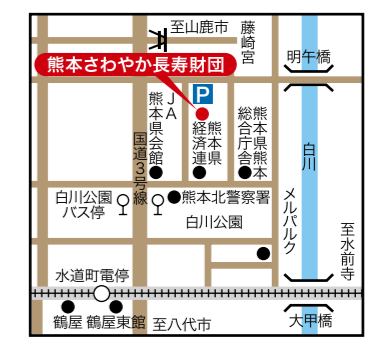 至山鹿市
藤崎宮
明午橋
熊本さわやか長寿財団
P
JA
熊本県会館
熊本県
経済連
熊本県熊本
総合庁舎
国道3号線
白川
白川公園
バス停
熊本北警察署
白川公園
メルパルク
至水前寺
水道町電停
鶴屋
鶴屋東館
至八代市
大甲橋